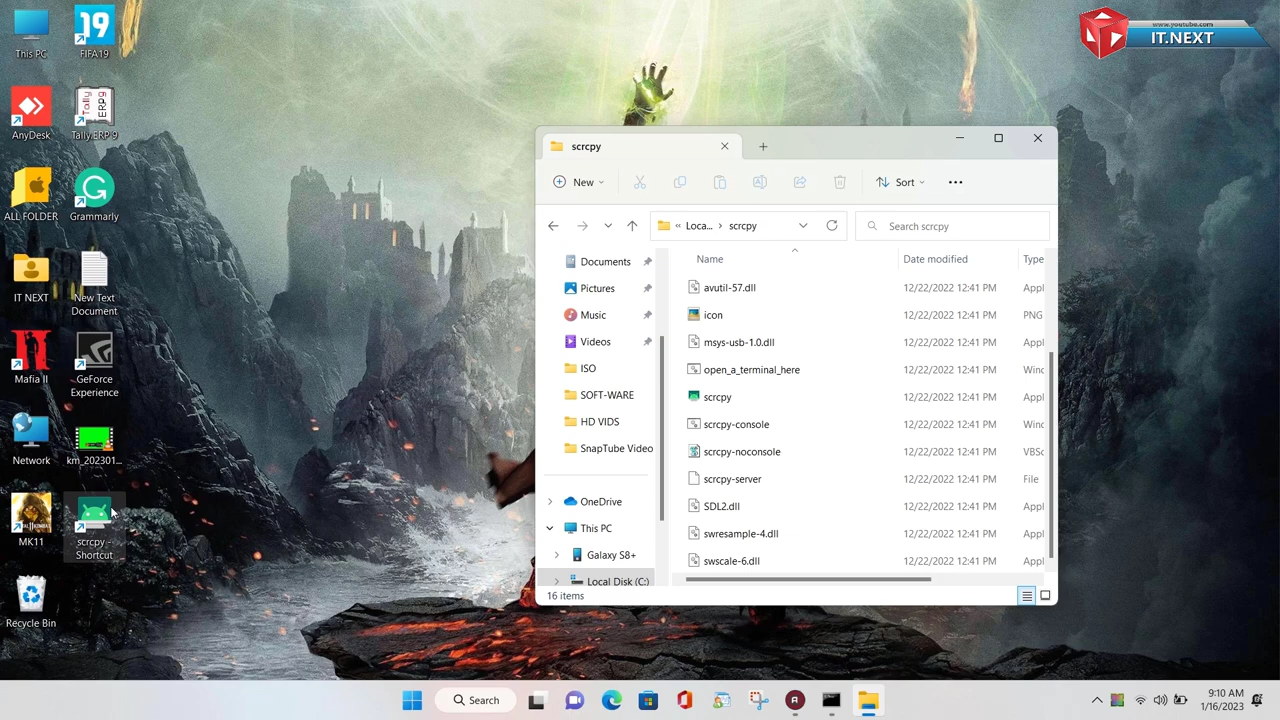 This PC
19
FIFA19
www.youtube.com
IT.NEXT
AnyDesk
Tally
ERP9
Tally.ERP 9
ALL FOLDER
Grammarly
IT NEXT
New Text
Document
Mafia II
GeForce
Experience
Network
km_202301...
MK11
scrcpy -
Shortcut
Recycle Bin
scrcpy
New
Sort
« Loca... > scrcpy
Search scrcpy
Documents
Pictures
Music
Videos
ISO
SOFT-WARE
HD VIDS
SnapTube Video
OneDrive
This PC
Galaxy S8+
Local Disk (C:)
Name Date modified Type
avutil-57.dll 12/22/2022 12:41 PM Appl
icon 12/22/2022 12:41 PM PNG
msys-usb-1.0.dll 12/22/2022 12:41 PM Appl
open_a_terminal_here 12/22/2022 12:41 PM Winc
scrcpy 12/22/2022 12:41 PM Appl
scrcpy-console 12/22/2022 12:41 PM Winc
scrcpy-noconsole 12/22/2022 12:41 PM VBSc
scrcpy-server 12/22/2022 12:41 PM File
SDL2.dll 12/22/2022 12:41 PM Appl
swresample-4.dll 12/22/2022 12:41 PM Appl
swscale-6.dll 12/22/2022 12:41 PM Appl
16 items
Search
9:10 AM
1/16/2023